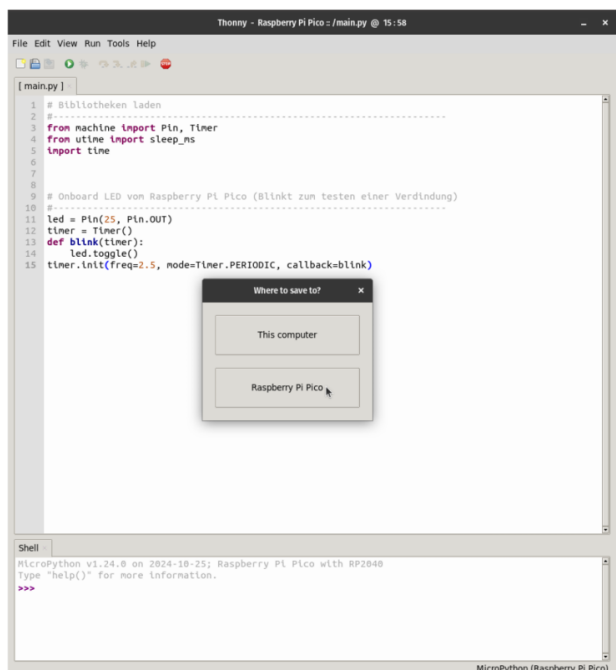 Thonny - Raspberry Pi Pico :: /main.py @ 15:58
File Edit View Run Tools Help
[ main.py ]
1 # Bibliotheken laden
2 #----------------------------------------------------------------------
3 from machine import Pin, Timer
4 from utime import sleep_ms
5 import time
6
7
8
9 # Onboard LED vom Raspberry Pi Pico (Blinkt zum testen einer Verdindung)
10 #----------------------------------------------------------------------
11 led = Pin(25, Pin.OUT)
12 timer = Timer()
13 def blink(timer):
14     led.toggle()
15 timer.init(freq=2.5, mode=Timer.PERIODIC, callback=blink)
Where to save to?
This computer
Raspberry Pi Pico
Shell
MicroPython v1.24.0 on 2024-10-25; Raspberry Pi Pico with RP2040
Type "help()" for more information.
>>>
MicroPython (Raspberry Pi Pico)